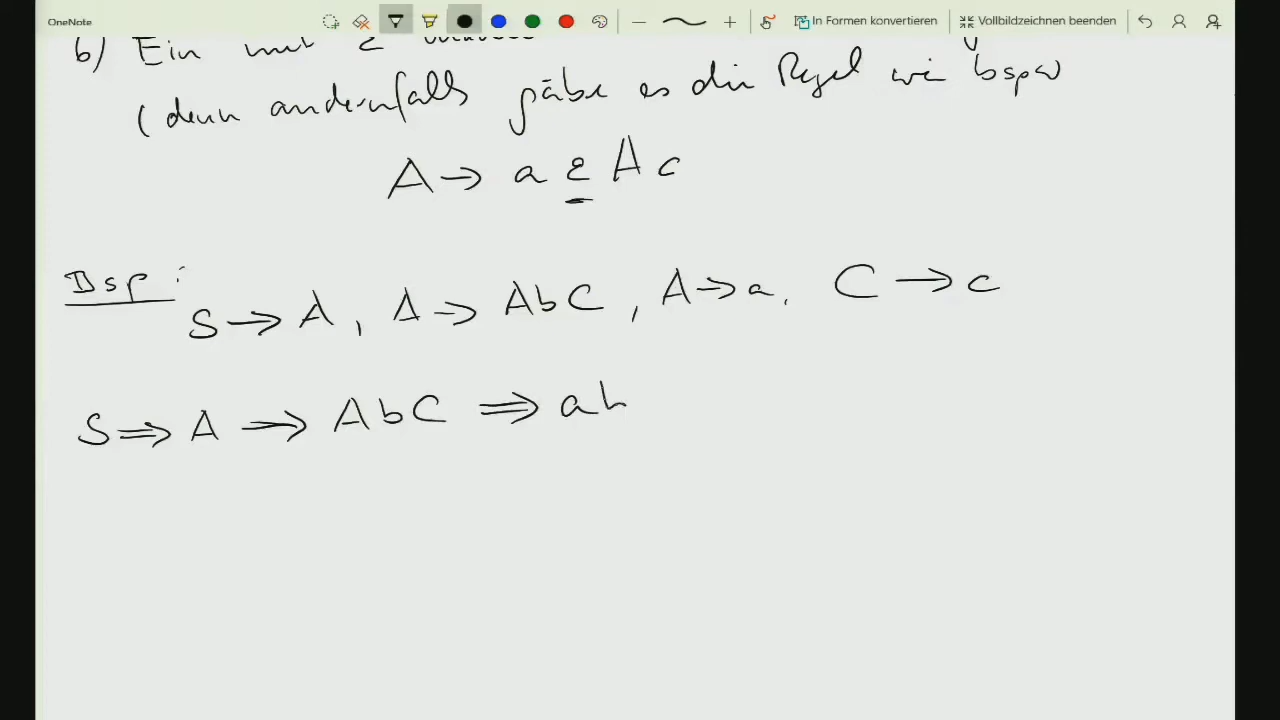 OneNote In Formen konvertieren Vollbildzeichnen beenden
b) Ein mit ε
(denn andernfalls gäbe es die Regel wie bspw
A → a ε A c
Bsp :
S → A , A → AbC , A → a , C → c
S ⇒ A → AbC ⇒ ab